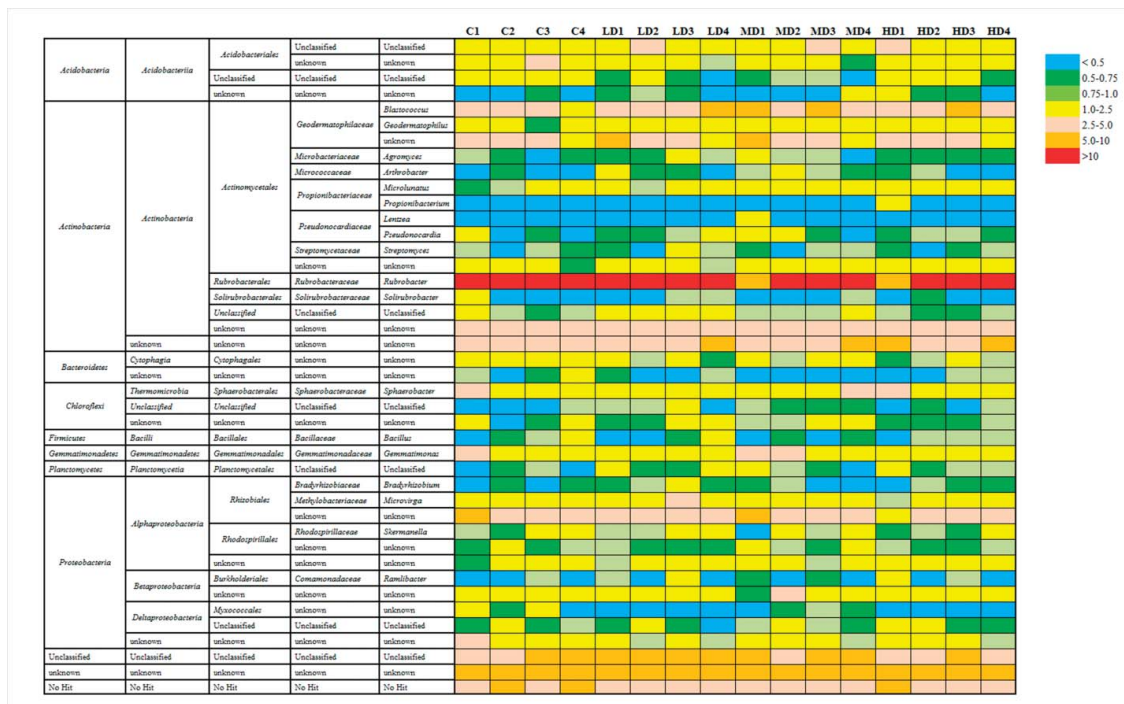 C1 C2 C3 C4 LD1 LD2 LD3 LD4 MD1 MD2 MD3 MD4 HD1 HD2 HD3 HD4
Acidobacteria Acidobacteriia Acidobacteriales Unclassified Unclassified
unknown unknown
Unclassified Unclassified Unclassified
unknown unknown unknown
Actinobacteria Actinobacteria Actinomycetales Geodermatophilaceae Blastococcus
Geodermatophilus
unknown
Microbacteriaceae Agromyces
Micrococcaceae Arthrobacter
Propionibacteriaceae Microlunatus
Propionibacterium
Pseudonocardiaceae Lentzea
Pseudonocardia
Streptomycetaceae Streptomyces
unknown unknown
Rubrobacterales Rubrobacteraceae Rubrobacter
Solirubrobacterales Solirubrobacteraceae Solirubrobacter
Unclassified Unclassified Unclassified
unknown unknown unknown
unknown unknown unknown unknown
Bacteroidetes Cytophagia Cytophagales unknown unknown
unknown unknown unknown unknown
Chloroflexi Thermomicrobia Sphaerobacterales Sphaerobacteraceae Sphaerobacter
Unclassified Unclassified Unclassified Unclassified
unknown unknown unknown unknown
Firmicutes Bacilli Bacillales Bacillaceae Bacillus
Gemmatimonadetes Gemmatimonadetes Gemmatimonadales Gemmatimonadaceae Gemmatimonas
Planctomycetes Planctomycetia Planctomycetales Unclassified Unclassified
Proteobacteria Alphaproteobacteria Rhizobiales Bradyrhizobiaceae Bradyrhizobium
Methylobacteriaceae Microvirga
unknown unknown
Rhodospirillales Rhodospirillaceae Skermanella
unknown unknown
unknown unknown unknown
Betaproteobacteria Burkholderiales Comamonadaceae Ramlibacter
unknown unknown unknown
Deltaproteobacteria Myxococcales unknown unknown
Unclassified Unclassified Unclassified
unknown unknown unknown unknown
Unclassified Unclassified Unclassified Unclassified Unclassified
unknown unknown unknown unknown unknown
No Hit No Hit No Hit No Hit No Hit
< 0.5
0.5-0.75
0.75-1.0
1.0-2.5
2.5-5.0
5.0-10
>10